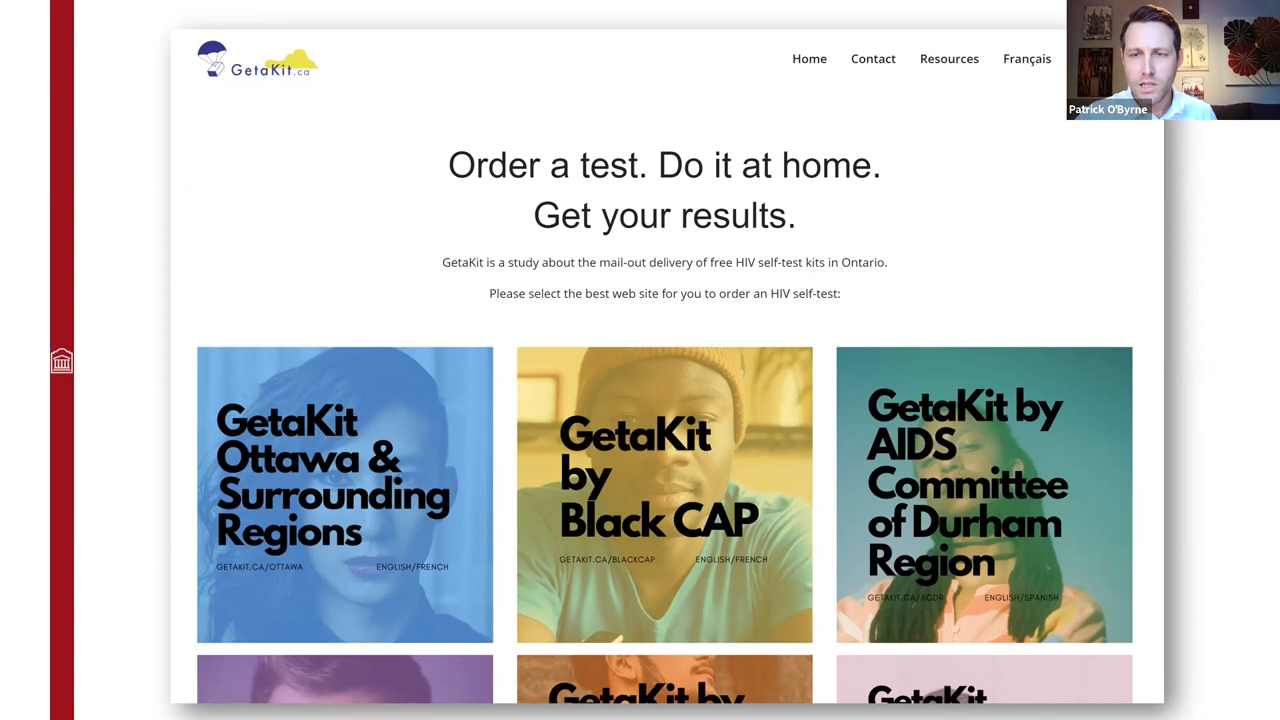 GetaKit.ca
Home Contact Resources Français
Patrick O'Byrne
Order a test. Do it at home.
Get your results.
GetaKit is a study about the mail-out delivery of free HIV self-test kits in Ontario.
Please select the best web site for you to order an HIV self-test:
GetaKit
Ottawa &
Surrounding
Regions
GETAKIT.CA/OTTAWA ENGLISH/FRENCH
GetaKit
by
Black CAP
GETAKIT.CA/BLACKCAP ENGLISH/FRENCH
GetaKit by
AIDS
Committee
of Durham
Region
GETAKIT.CA/ACDR ENGLISH/SPANISH
GetaKit by
GetaKit